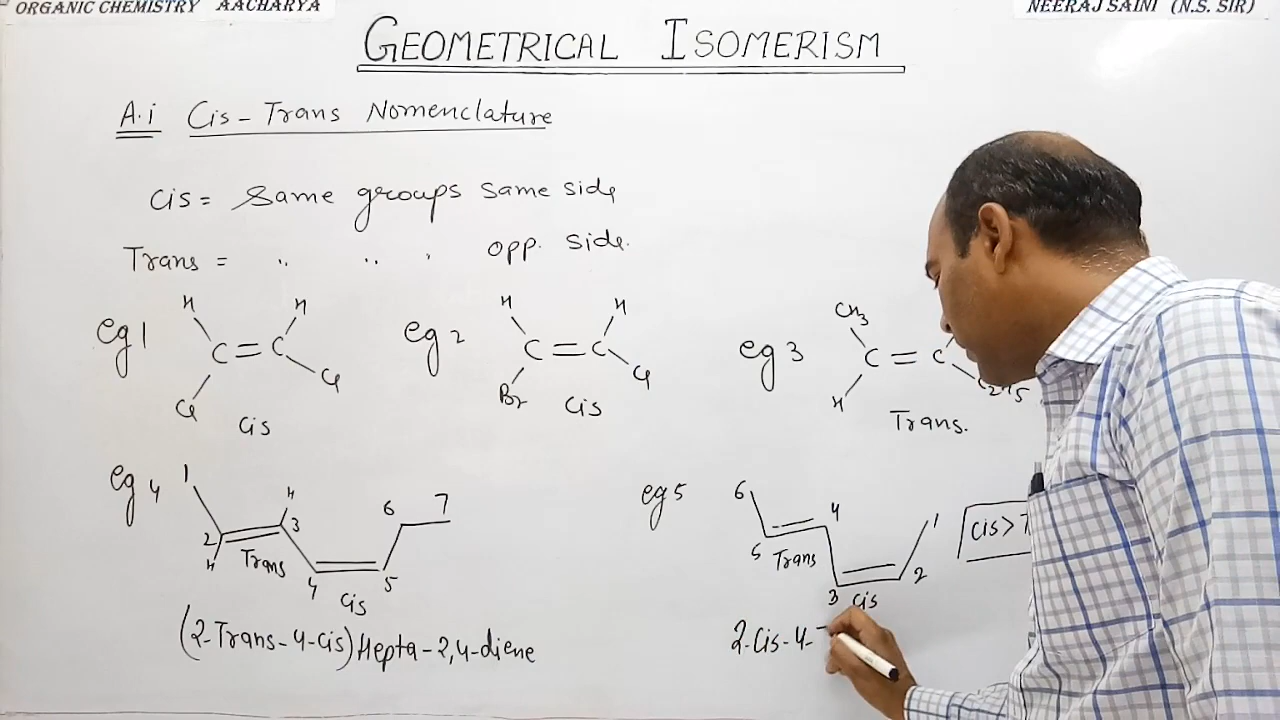 ORGANIC CHEMISTRY AACHARYA
NEERAJ SAINI (N.S. SIR)
GEOMETRICAL ISOMERISM
A.i Cis-Trans Nomenclature
Cis = Same groups same side
Trans = " " " opp. side.
eg 1
H H
C=C
Cl Cl
Cis
eg 2
H H
C=C
Br Cl
Cis
eg 3
CH3
C=C
H C2H5
Trans.
eg 4
1 2 3 4 5 6 7
H H
Trans
Cis
(2-Trans-4-Cis)Hepta-2,4-diene
eg 5
6 5 4 3 2 1
Trans
Cis
Cis>T
2-Cis-4-T